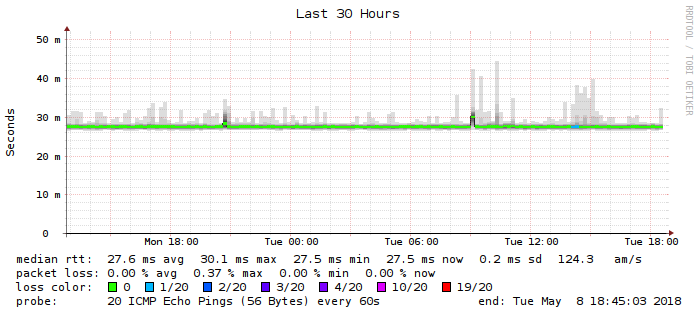 Last 30 Hours
RRDTOOL / TOBI OETIKER
Seconds
50 m
40 m
30 m
20 m
10 m
0
Mon 18:00 Tue 00:00 Tue 06:00 Tue 12:00 Tue 18:00
median rtt: 27.6 ms avg 30.1 ms max 27.5 ms min 27.5 ms now 0.2 ms sd 124.3 am/s
packet loss: 0.00 % avg 0.37 % max 0.00 % min 0.00 % now
loss color: 0 1/20 2/20 3/20 4/20 10/20 19/20
probe: 20 ICMP Echo Pings (56 Bytes) every 60s end: Tue May 8 18:45:03 2018